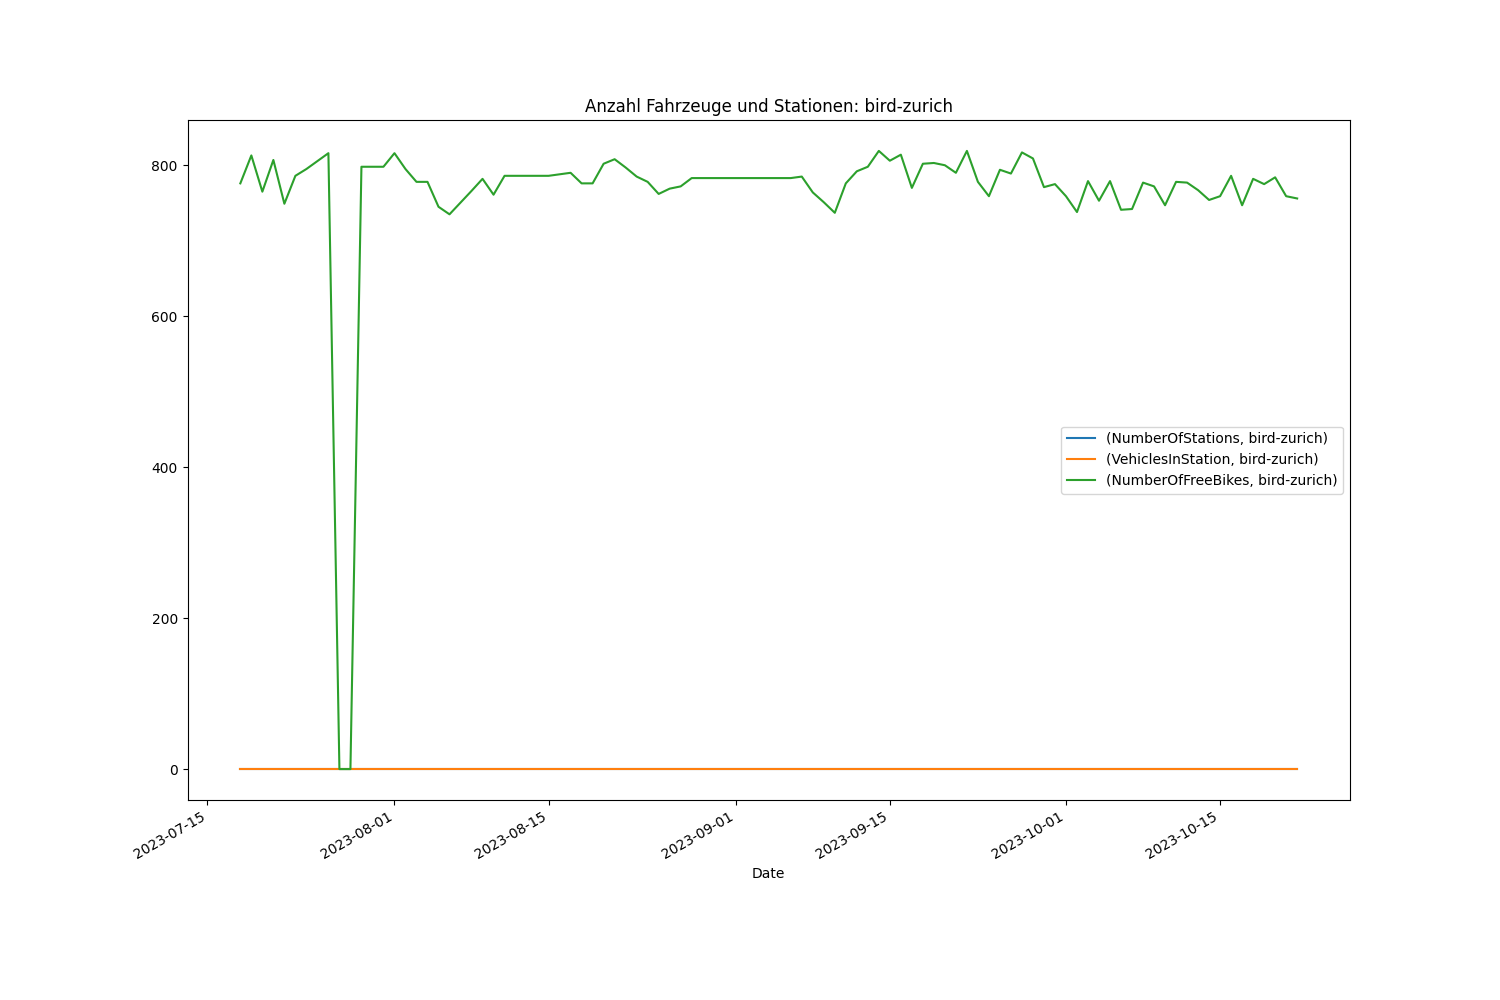 Anzahl Fahrzeuge und Stationen: bird-zurich
800
600
400
200
0
(NumberOfStations, bird-zurich)
(VehiclesInStation, bird-zurich)
(NumberOfFreeBikes, bird-zurich)
2023-07-15
2023-08-01
2023-08-15
2023-09-01
2023-09-15
2023-10-01
2023-10-15
Date